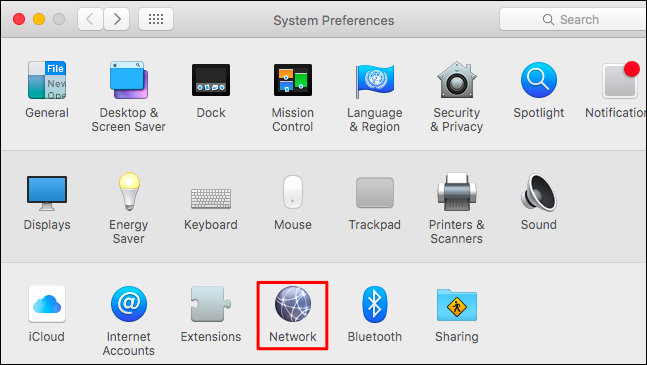 System Preferences
Search
File
New
Ope
General
Desktop &
Screen Saver
Dock
Mission
Control
Language
& Region
Security
& Privacy
Spotlight
Notification
Displays
Energy
Saver
Keyboard
Mouse
Trackpad
Printers &
Scanners
Sound
iCloud
@
Internet
Accounts
Extensions
Network
Bluetooth
Sharing